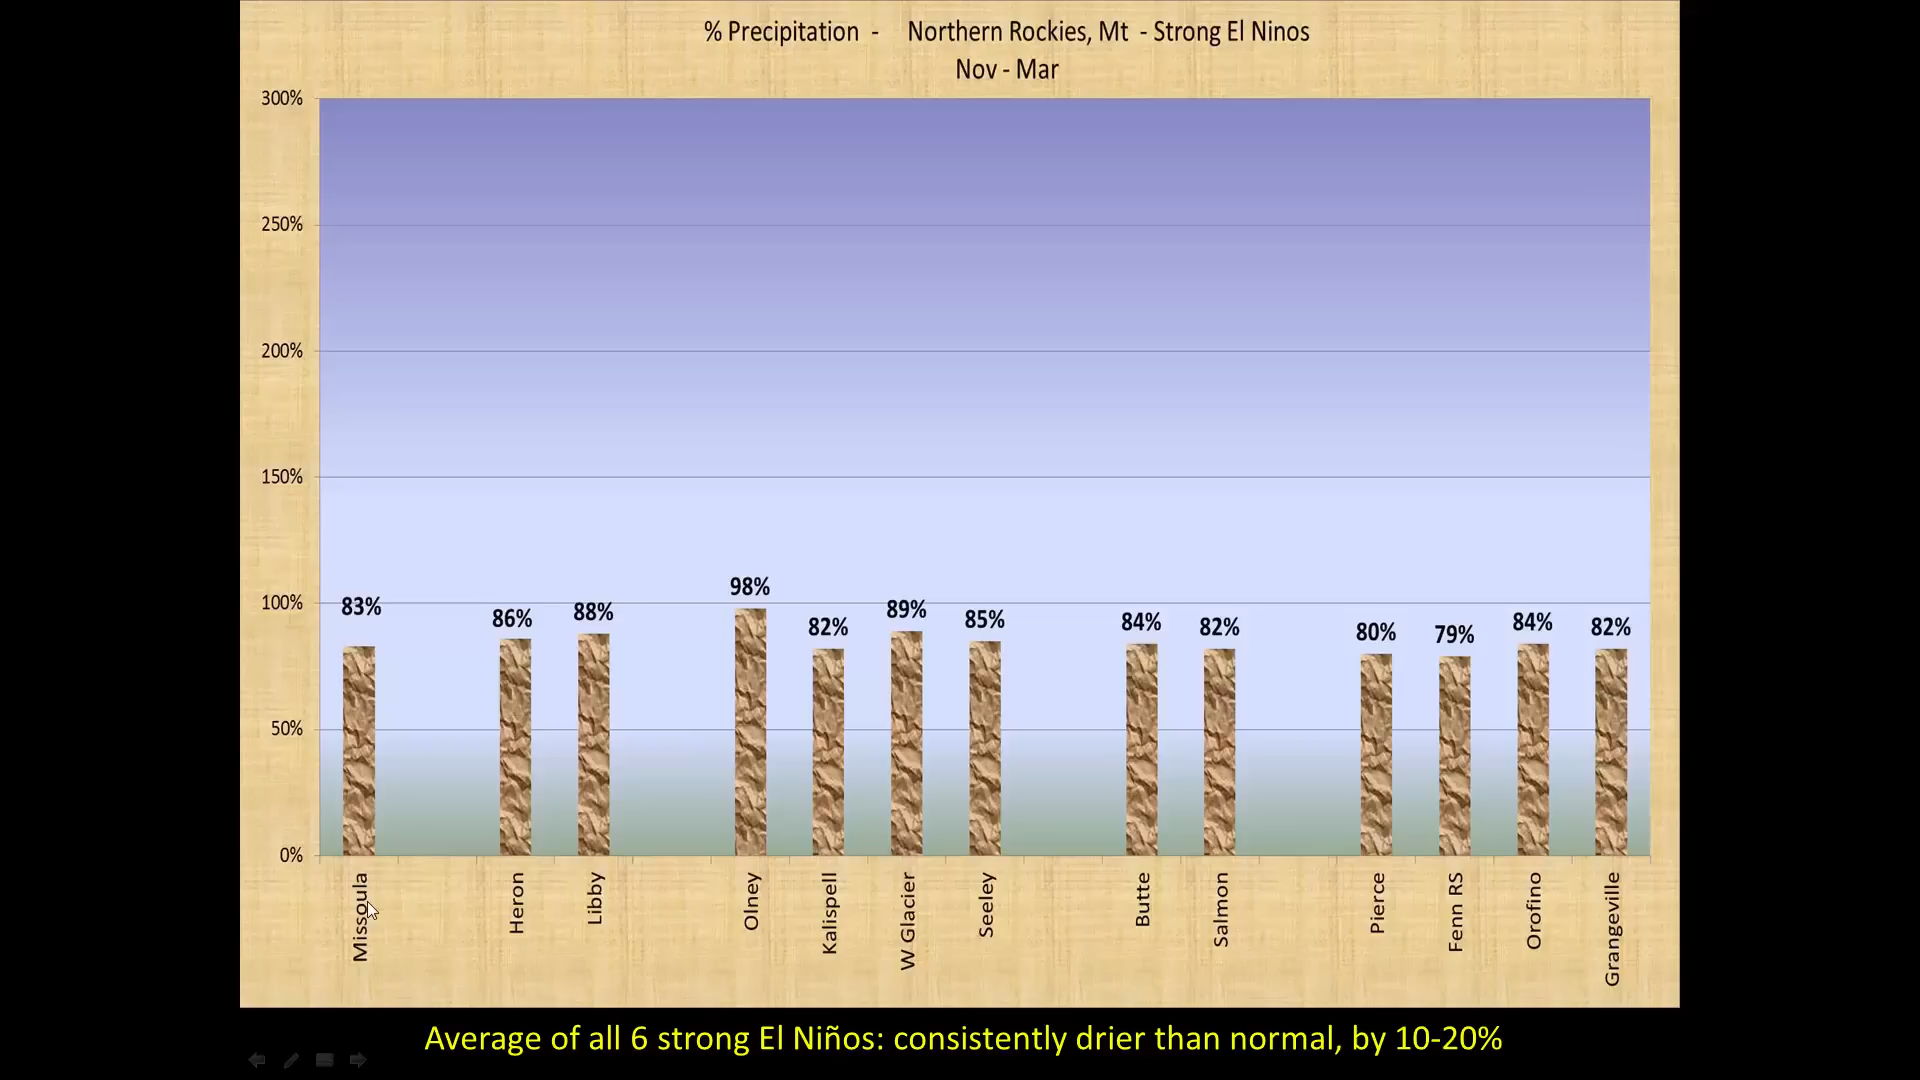 % Precipitation - Northern Rockies, Mt - Strong El Ninos
Nov - Mar
300%
250%
200%
150%
100%
50%
0%
83%
86%
88%
98%
82%
89%
85%
84%
82%
80%
79%
84%
82%
Missoula
Heron
Libby
Olney
Kalispell
W Glacier
Seeley
Butte
Salmon
Pierce
Fenn RS
Orofino
Grangeville
Average of all 6 strong El Niños: consistently drier than normal, by 10-20%